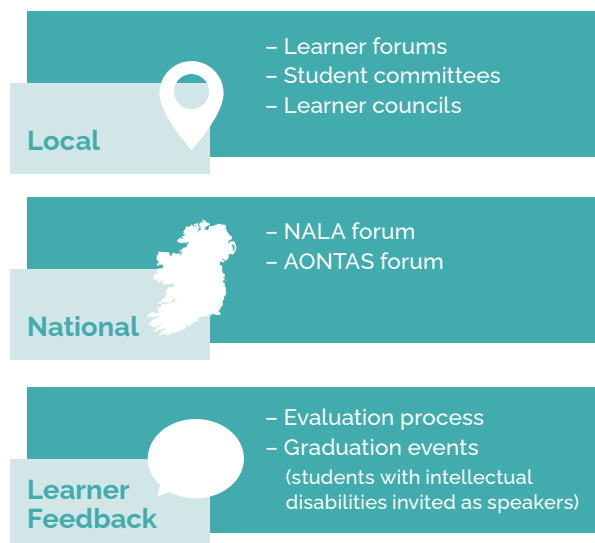 – Learner forums
– Student committees
– Learner councils
Local
– NALA forum
– AONTAS forum
National
– Evaluation process
– Graduation events
(students with intellectual
disabilities invited as speakers)
Learner
Feedback